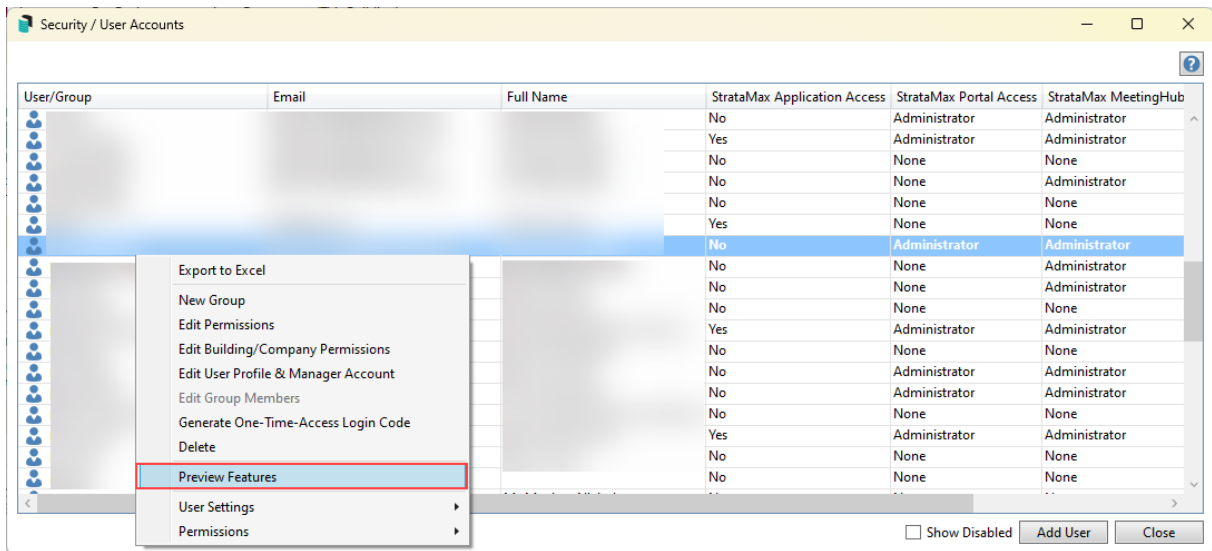 Security / User Accounts
User/Group Email Full Name StrataMax Application Access StrataMax Portal Access StrataMax MeetingHub
No Administrator Administrator
Yes Administrator Administrator
No None None
No None Administrator
No None None
Yes None None
No Administrator Administrator
No None Administrator
No None Administrator
No None None
Yes Administrator Administrator
No None None
No Administrator Administrator
No Administrator Administrator
No None None
Yes Administrator Administrator
No None None
No None None
Export to Excel
New Group
Edit Permissions
Edit Building/Company Permissions
Edit User Profile & Manager Account
Edit Group Members
Generate One-Time-Access Login Code
Delete
Preview Features
User Settings
Permissions
Show Disabled Add User Close